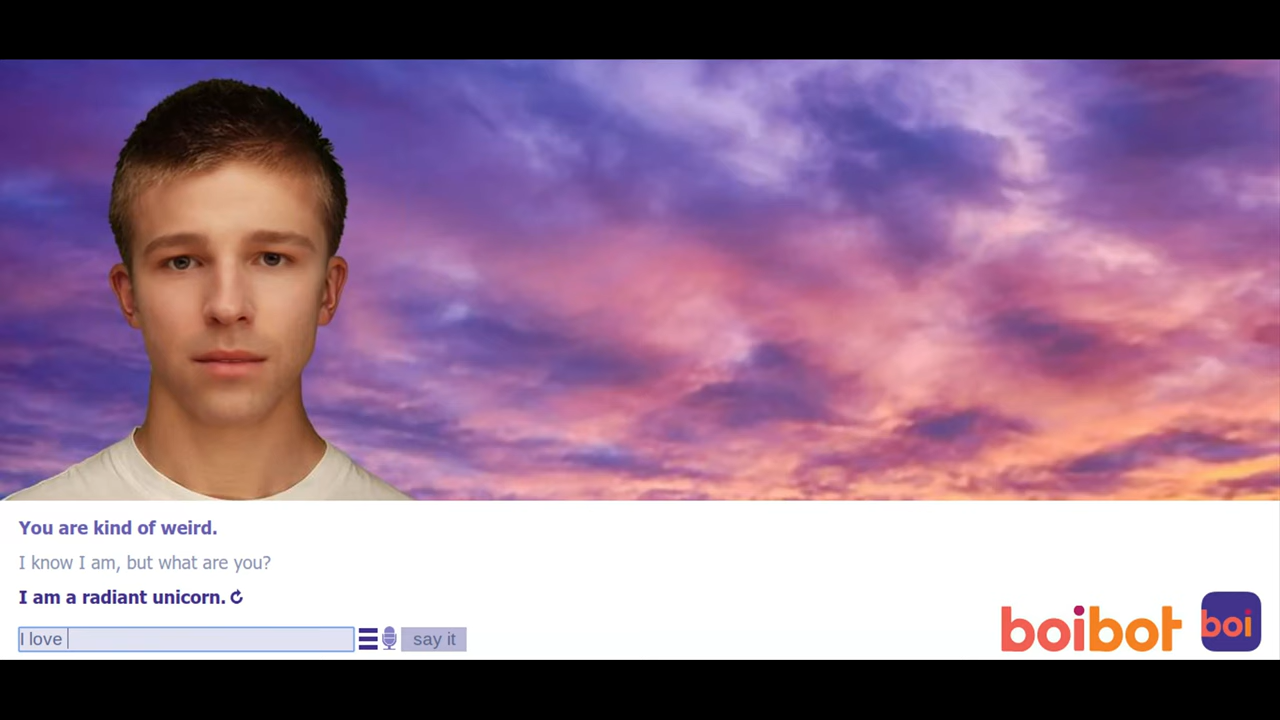 You are kind of weird.
I know I am, but what are you?
I am a radiant unicorn.
I love
say it
boibot
boi